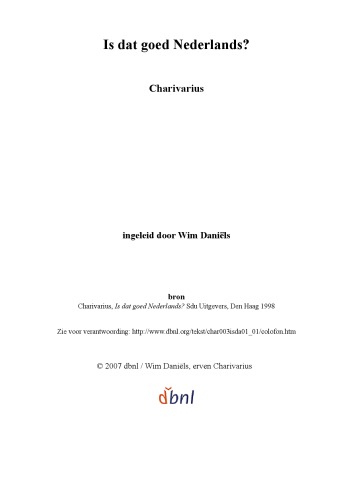 Is dat goed Nederlands?
Charivarius
ingeleid door Wim Daniëls
bron
Charivarius, Is dat goed Nederlands? Sdu Uitgevers, Den Haag 1998
Zie voor verantwoording: http://www.dbnl.org/tekst/char003isda01_01/colofon.htm
© 2007 dbnl / Wim Daniëls, erven Charivarius
dbnl